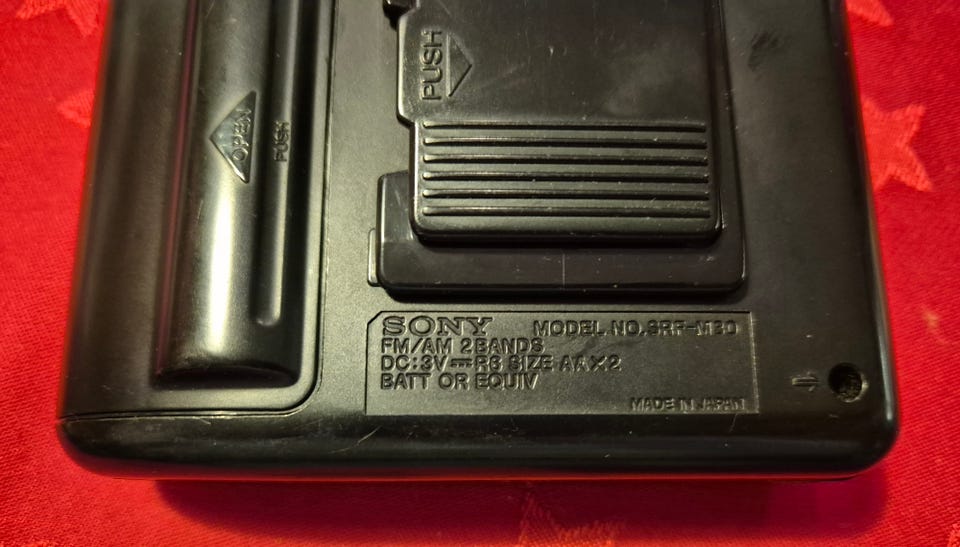 PUSH
OPEN
PUSH
SONY MODEL NO.SRF-M30
FM/AM 2BANDS
DC:3V⎓R6 SIZE AA×2
BATT OR EQUIV
MADE IN JAPAN